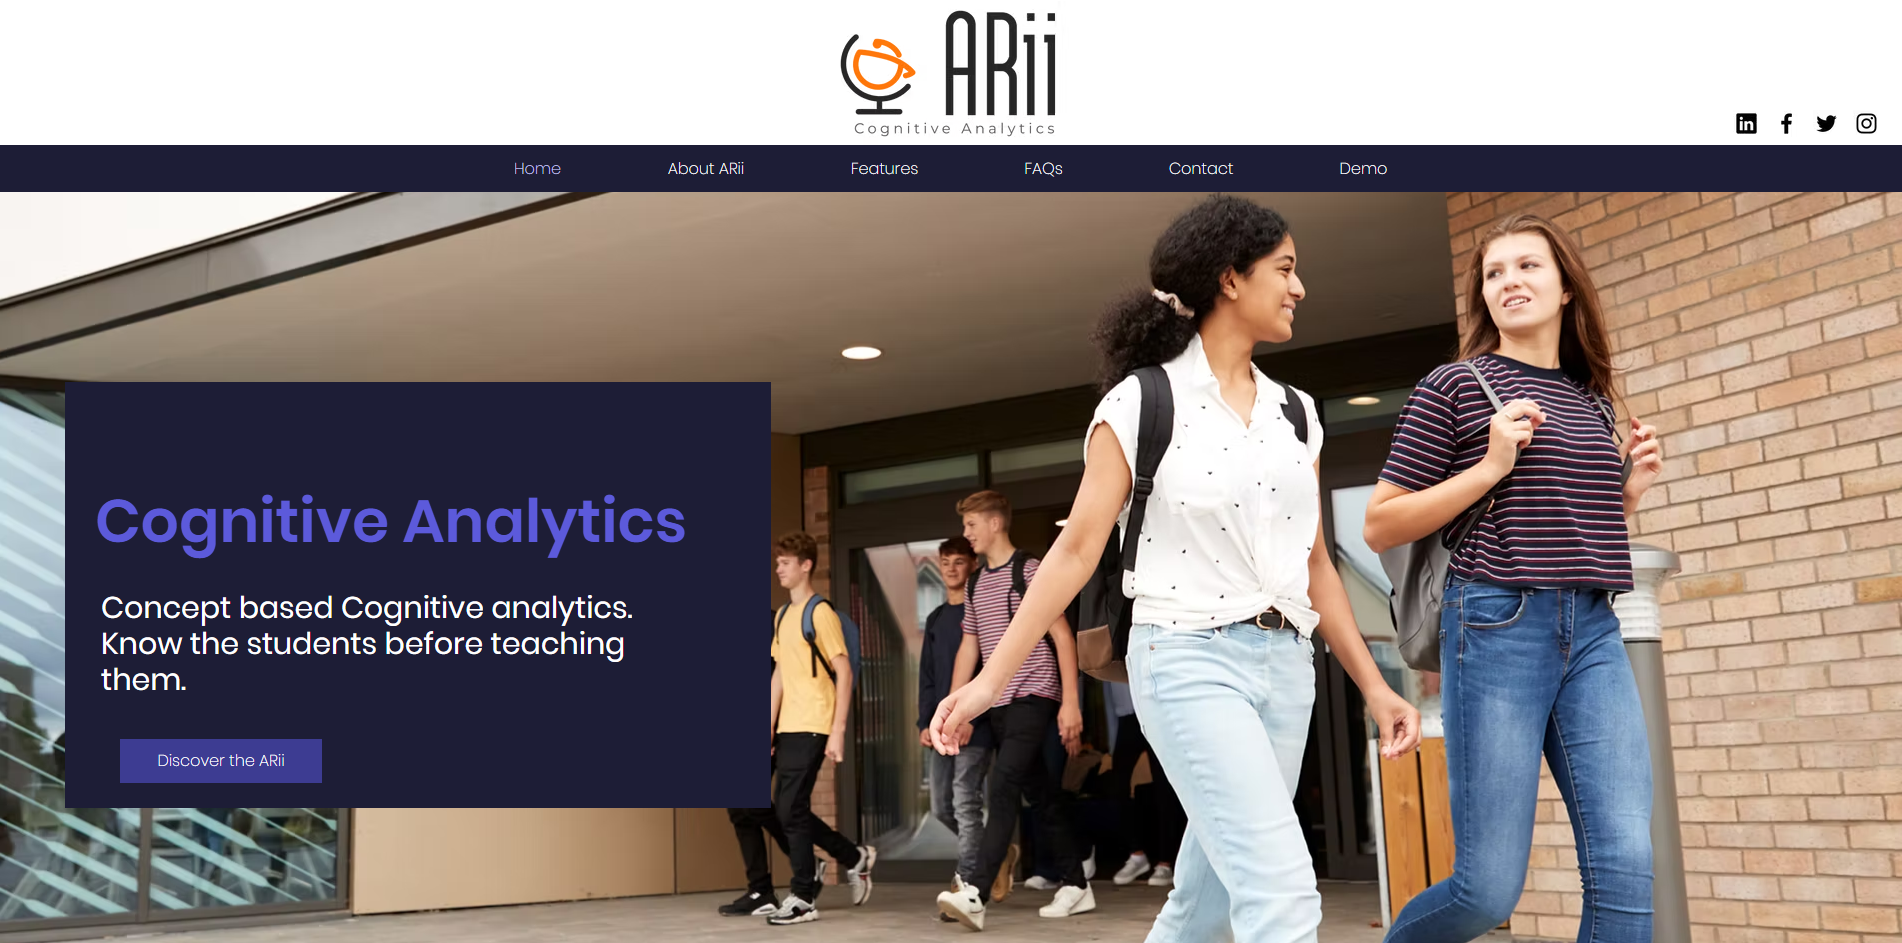 ARii
Cognitive Analytics
Home
About ARii
Features
FAQs
Contact
Demo
Cognitive Analytics
Concept based Cognitive analytics.
Know the students before teaching
them.
Discover the ARii